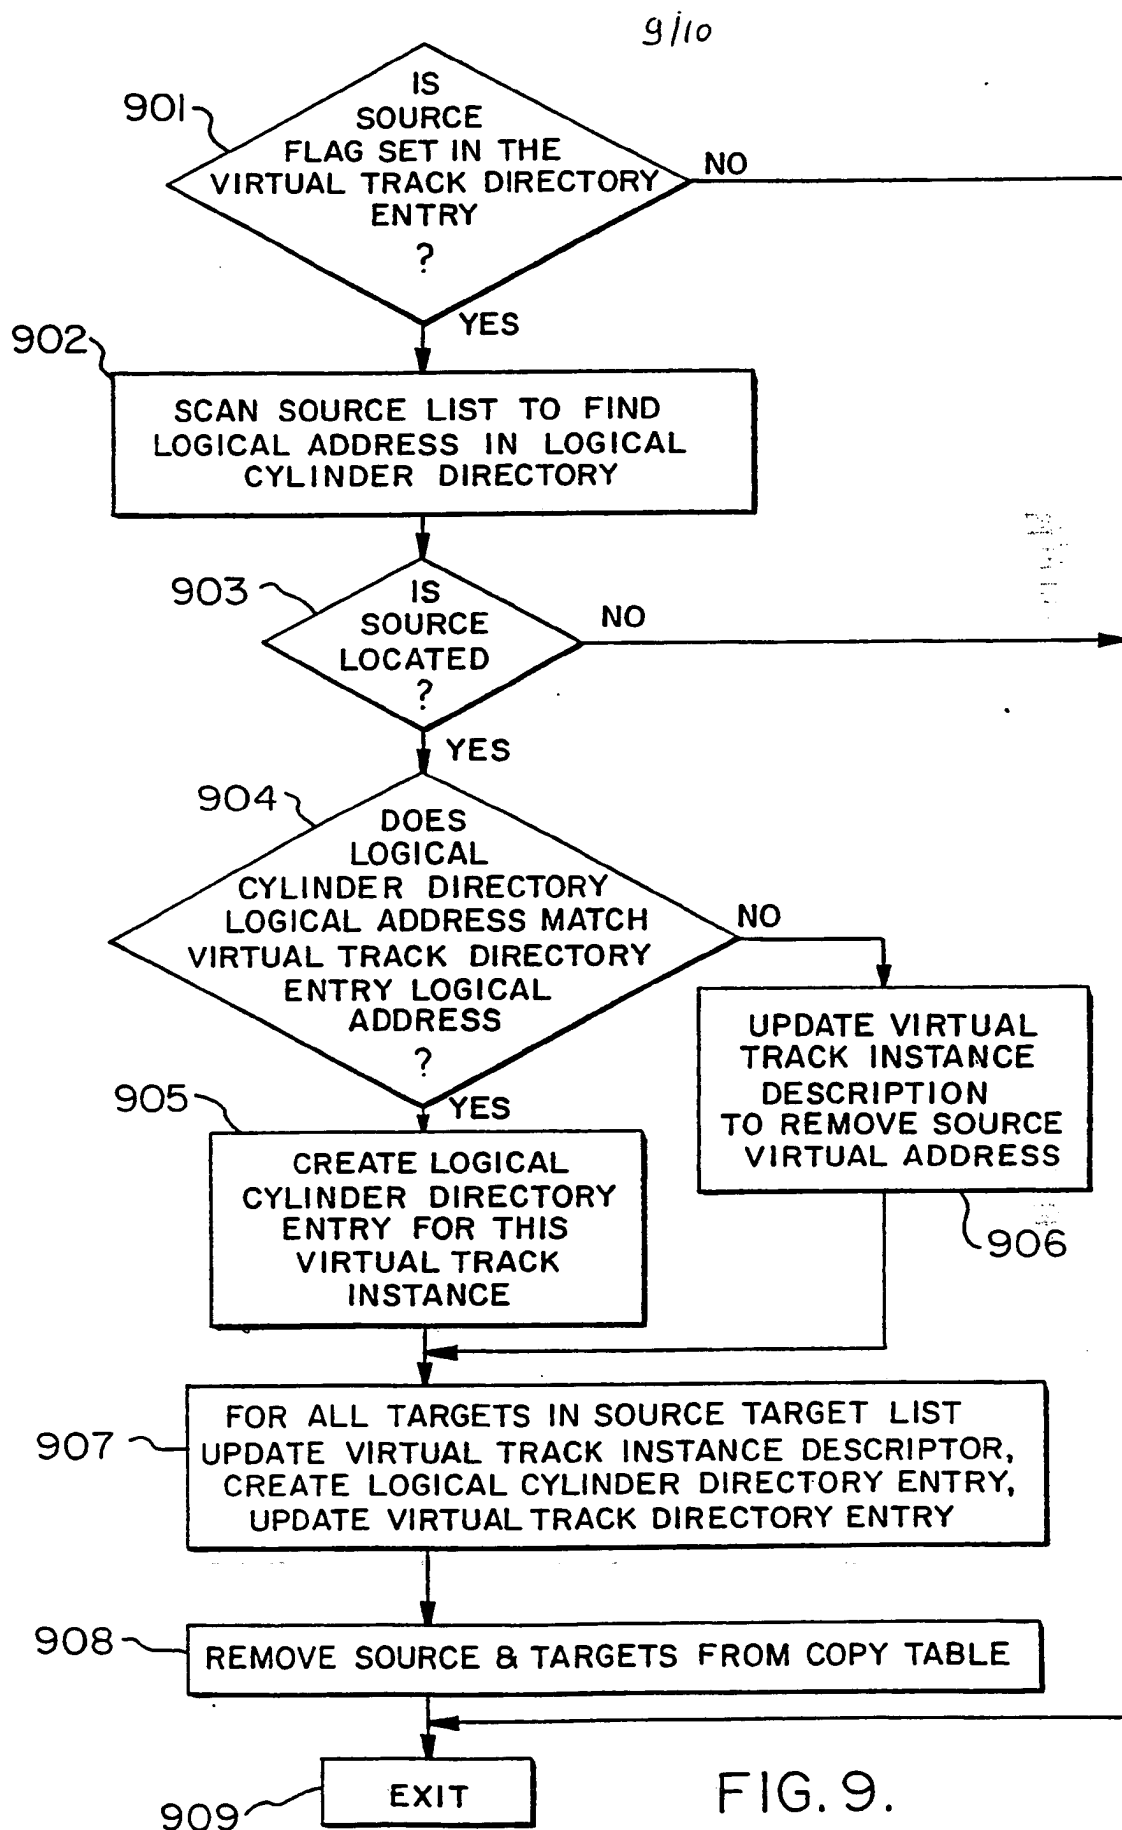 9/10
901
IS
SOURCE
FLAG SET IN THE
VIRTUAL TRACK DIRECTORY
ENTRY
?
NO
YES
902
SCAN SOURCE LIST TO FIND
LOGICAL ADDRESS IN LOGICAL
CYLINDER DIRECTORY
903
IS
SOURCE
LOCATED
?
NO
YES
904
DOES
LOGICAL
CYLINDER DIRECTORY
LOGICAL ADDRESS MATCH
VIRTUAL TRACK DIRECTORY
ENTRY LOGICAL
ADDRESS
?
NO
YES
905
CREATE LOGICAL
CYLINDER DIRECTORY
ENTRY FOR THIS
VIRTUAL TRACK
INSTANCE
UPDATE VIRTUAL
TRACK INSTANCE
DESCRIPTION
TO REMOVE SOURCE
VIRTUAL ADDRESS
906
907
FOR ALL TARGETS IN SOURCE TARGET LIST
UPDATE VIRTUAL TRACK INSTANCE DESCRIPTOR,
CREATE LOGICAL CYLINDER DIRECTORY ENTRY,
UPDATE VIRTUAL TRACK DIRECTORY ENTRY
908
REMOVE SOURCE & TARGETS FROM COPY TABLE
909
EXIT
FIG. 9.